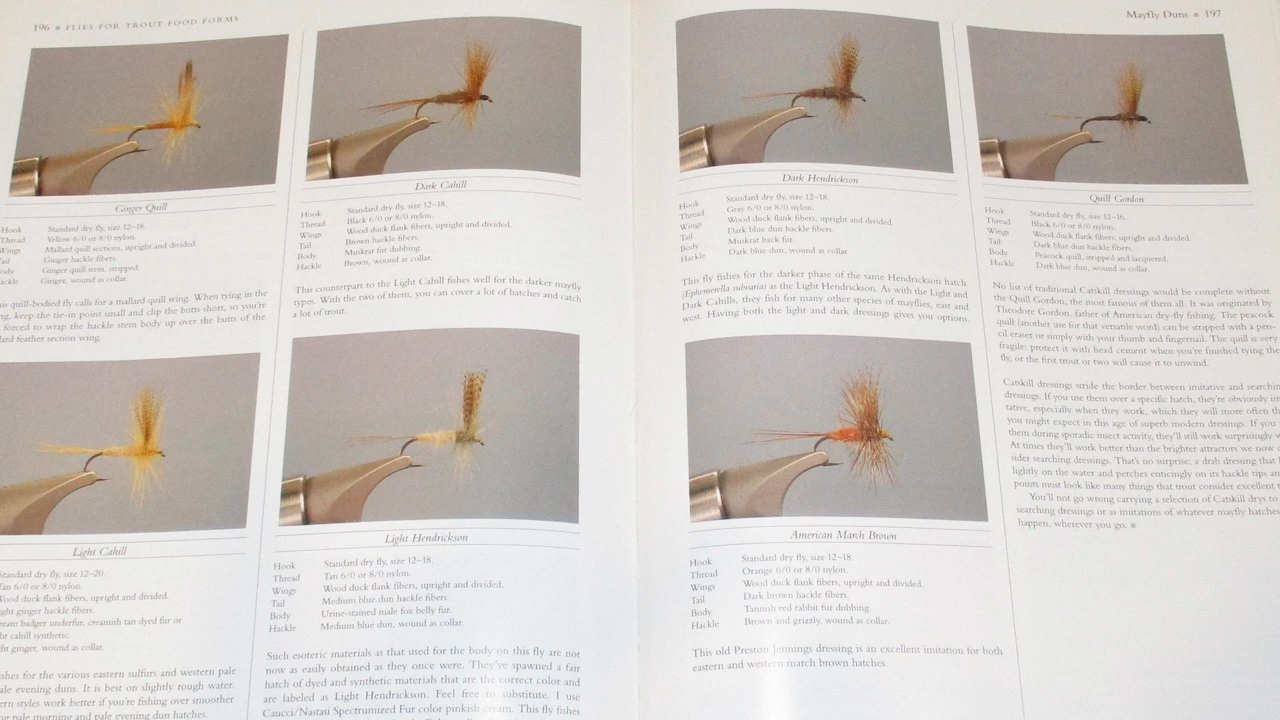 196 ■ FLIES FOR TROUT FOOD FORMS
Ginger Quill
Hook Standard dry fly, size 12–18.
Thread Yellow 6/0 or 8/0 nylon.
Wings Mallard quill sections, upright and divided.
Tail Ginger hackle fibers.
Body Ginger quill stem, stripped.
Hackle Ginger, wound as collar.
quill-bodied fly calls for a mallard quill wing. When tying in the
keep the tie-in point small and clip the butts short, so you're
forced to wrap the hackle stem body up over the butts of the
feather section wing.
Light Cahill
Standard dry fly, size 12–20.
Tan 6/0 or 8/0 nylon.
Wood duck flank fibers, upright and divided.
ginger hackle fibers.
badger underfur, creamish tan dyed fur or
cahill synthetic.
ginger, wound as collar.
for the various eastern sulfurs and western pale
evening duns. It is best on slightly rough water.
styles work better if you're fishing over smoother
pale morning and pale evening dun hatches.
Dark Cahill
Hook Standard dry fly, size 12–18.
Thread Black 6/0 or 8/0 nylon.
Wings Wood duck flank fibers, upright and divided.
Tail Brown hackle fibers.
Body Muskrat fur dubbing.
Hackle Brown, wound as collar.
This counterpart to the Light Cahill fishes well for the darker mayfly
types. With the two of them, you can cover a lot of hatches and catch
a lot of trout.
Light Hendrickson
Hook Standard dry fly, size 12–18.
Thread Tan 6/0 or 8/0 nylon.
Wings Wood duck flank fibers, upright and divided.
Tail Medium blue dun hackle fibers.
Body Urine-stained male fox belly fur.
Hackle Medium blue dun, wound as collar.
Such esoteric materials as that used for the body on this fly are not
now as easily obtained as they once were. They've spawned a fair
hatch of dyed and synthetic materials that are the correct color and
are labeled as Light Hendrickson. Feel free to substitute. I use
Caucci/Nastasi Spectrumized Fur color pinkish cream. This fly fishes
Mayfly Duns ■ 197
Dark Hendrickson
Hook Standard dry fly, size 12–18.
Thread Gray 6/0 or 8/0 nylon.
Wings Wood duck flank fibers, upright and divided.
Tail Dark blue dun hackle fibers.
Body Muskrat back fur.
Hackle Dark blue dun, wound as collar.
This fly fishes for the darker phase of the same Hendrickson hatch
(Ephemerella subvaria) as the Light Hendrickson. As with the Light and
Dark Cahills, they fish for many other species of mayflies, east and
west. Having both the light and dark dressings gives you options.
American March Brown
Hook Standard dry fly, size 12–18.
Thread Orange 6/0 or 8/0 nylon.
Wings Wood duck flank fibers, upright and divided.
Tail Dark brown hackle fibers.
Body Tannish red rabbit fur dubbing.
Hackle Brown and grizzly, wound as collar.
This old Preston Jennings dressing is an excellent imitation for both
eastern and western march brown hatches.
Quill Gordon
Hook Standard dry fly, size 12–16.
Thread Black 6/0 or 8/0 nylon.
Wings Wood duck flank fibers, upright and divided.
Tail Dark blue dun hackle fibers.
Body Peacock quill, stripped and lacquered.
Hackle Dark blue dun, wound as collar.
No list of traditional Catskill dressings would be complete without
the Quill Gordon, the most famous of them all. It was originated by
Theodore Gordon, father of American dry-fly fishing. The peacock
quill (another use for that versatile word) can be stripped with a pen-
cil eraser or simply with your thumb and fingernail. The quill is very
fragile; protect it with head cement when you're finished tying the
fly, or the first trout or two will cause it to unwind.
Catskill dressings stride the border between imitative and searching
dressings. If you use them over a specific hatch, they're obviously
tative, especially when they work, which they will more often
you might expect in this age of superb modern dressings. If you
them during sporadic insect activity, they'll still work surprisingly
At times they'll work better than the brighter attractors we now
sider searching dressings. That's no surprise; a drab dressing that
lightly on the water and perches enticingly on its hackle tips
points must look like many things that trout consider excellent
You'll not go wrong carrying a selection of Catskill drys to
searching dressings or as imitations of whatever mayfly hatches
happen, wherever you go. ■